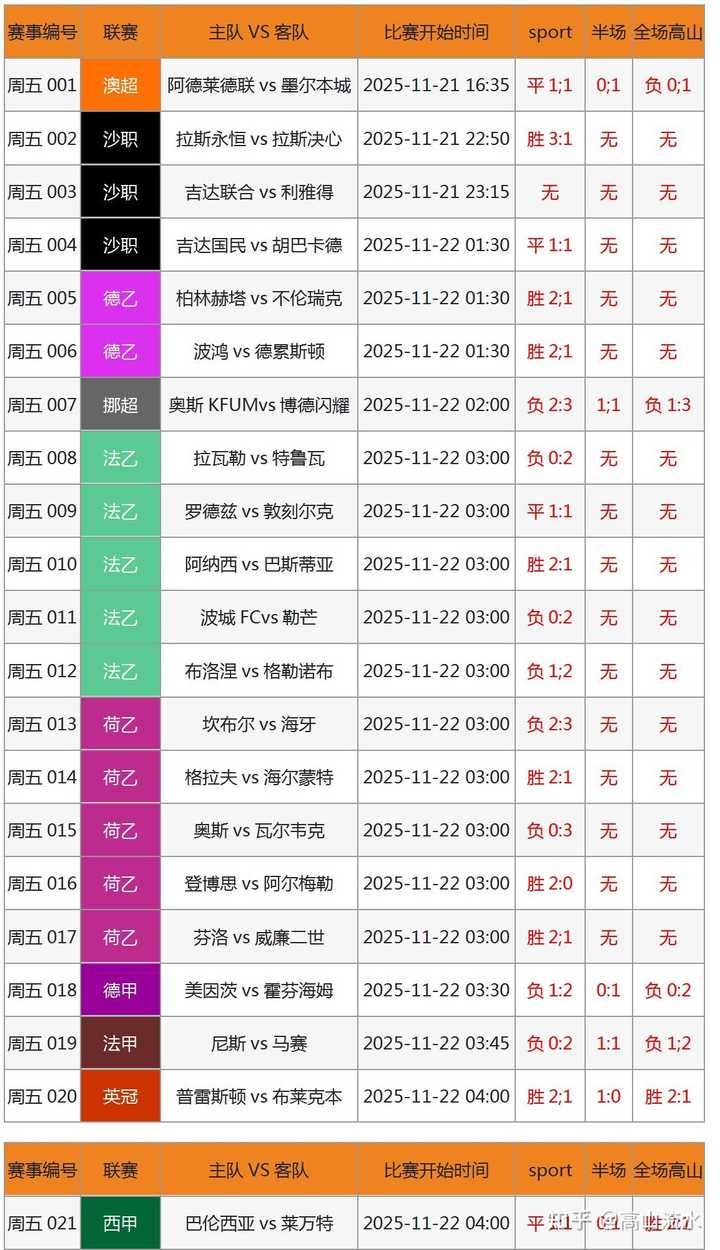 赛事编号 联赛 主队 VS 客队 比赛开始时间 sport 半场 全场高山
周五 001 澳超 阿德莱德联 vs 墨尔本城 2025-11-21 16:35 平 1;1 0;1 负 0;1
周五 002 沙职 拉斯永恒 vs 拉斯决心 2025-11-21 22:50 胜 3:1 无 无
周五 003 沙职 吉达联合 vs 利雅得 2025-11-21 23:15 无 无 无
周五 004 沙职 吉达国民 vs 胡巴卡德 2025-11-22 01:30 平 1:1 无 无
周五 005 德乙 柏林赫塔 vs 不伦瑞克 2025-11-22 01:30 胜 2;1 无 无
周五 006 德乙 波鸿 vs 德累斯顿 2025-11-22 01:30 胜 2;1 无 无
周五 007 挪超 奥斯 KFUMvs 博德闪耀 2025-11-22 02:00 负 2:3 1;1 负 1:3
周五 008 法乙 拉瓦勒 vs 特鲁瓦 2025-11-22 03:00 负 0:2 无 无
周五 009 法乙 罗德兹 vs 敦刻尔克 2025-11-22 03:00 平 1:1 无 无
周五 010 法乙 阿纳西 vs 巴斯蒂亚 2025-11-22 03:00 胜 2:1 无 无
周五 011 法乙 波城 FCvs 勒芒 2025-11-22 03:00 负 0:2 无 无
周五 012 法乙 布洛涅 vs 格勒诺布 2025-11-22 03:00 负 1;2 无 无
周五 013 荷乙 坎布尔 vs 海牙 2025-11-22 03:00 负 2:3 无 无
周五 014 荷乙 格拉夫 vs 海尔蒙特 2025-11-22 03:00 胜 2:1 无 无
周五 015 荷乙 奥斯 vs 瓦尔韦克 2025-11-22 03:00 负 0:3 无 无
周五 016 荷乙 登博思 vs 阿尔梅勒 2025-11-22 03:00 胜 2:0 无 无
周五 017 荷乙 芬洛 vs 威廉二世 2025-11-22 03:00 胜 2;1 无 无
周五 018 德甲 美因茨 vs 霍芬海姆 2025-11-22 03:30 负 1:2 0:1 负 0:2
周五 019 法甲 尼斯 vs 马赛 2025-11-22 03:45 负 0:2 1:1 负 1;2
周五 020 英冠 普雷斯顿 vs 布莱克本 2025-11-22 04:00 胜 2;1 1:0 胜 2:1
赛事编号 联赛 主队 VS 客队 比赛开始时间 sport 半场 全场高山
周五 021 西甲 巴伦西亚 vs 莱万特 2025-11-22 04:00 平
知乎 @高山流水